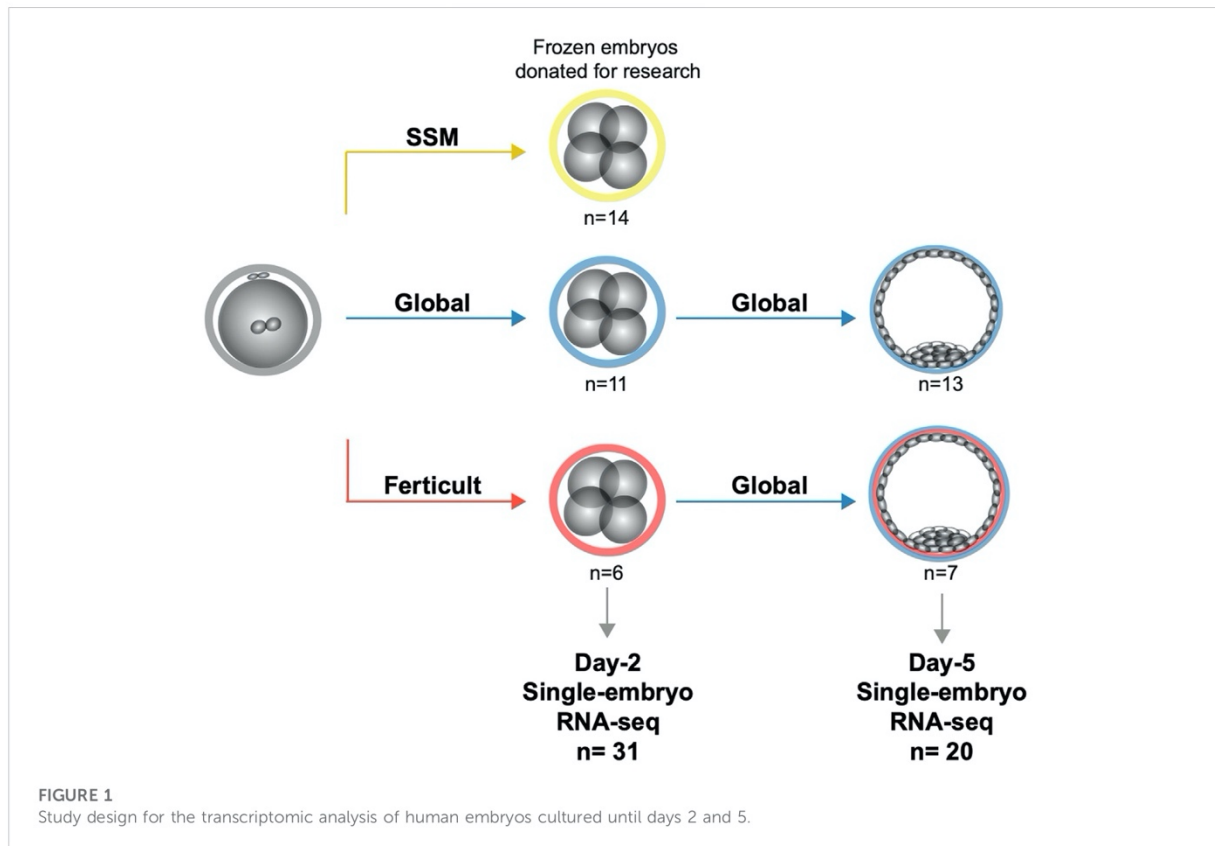 Frozen embryos
donated for research
SSM
n=14
Global
Global
n=11
n=13
Ferticult
Global
n=6
n=7
Day-2
Single-embryo
RNA-seq
n= 31
Day-5
Single-embryo
RNA-seq
n= 20
FIGURE 1
Study design for the transcriptomic analysis of human embryos cultured until days 2 and 5.